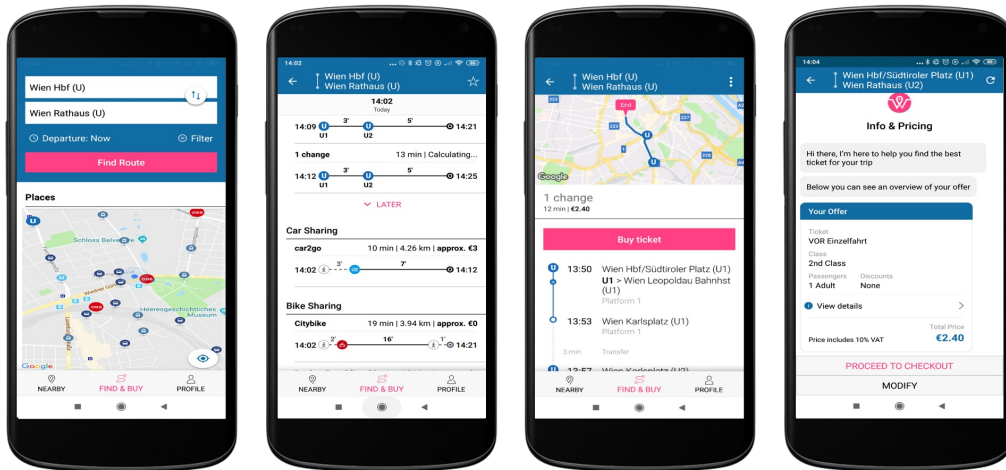 Wien Hbf (U)
Wien Rathaus (U)
Departure: Now
Filter
Find Route
Places
Schloss Belvedere
Heeresgeschichtliches
Museum
Google
NEARBY
FIND & BUY
PROFILE
14:02
Wien Hbf (U)
Wien Rathaus (U)
14:02
Today
3'
5'
14:09
U
U
14:21
U1
U2
1 change
13 min | Calculating...
3'
5'
14:12
U
U
14:25
U1
U2
LATER
Car Sharing
car2go
10 min | 4.26 km | approx. €3
3'
7'
14:02
14:12
Bike Sharing
Citybike
19 min | 3.94 km | approx. €0
2'
16'
1'
14:02
14:21
NEARBY
FIND & BUY
PROFILE
Wien Hbf (U)
Wien Rathaus (U)
End
222
227
223
U
U
Google
1 change
12 min | €2.40
Buy ticket
13:50 Wien Hbf/Südtiroler Platz (U1)
U1 > Wien Leopoldau Bahnhst
(U1)
Platform 1
13:53 Wien Karlsplatz (U1)
Platform 1
3 min Transfer
13:57 Wien Karlsplatz (U2)
NEARBY
FIND & BUY
PROFILE
14:04
Wien Hbf/Südtiroler Platz (U1)
Wien Rathaus (U2)
Info & Pricing
Hi there, I'm here to help you find the best
ticket for your trip
Below you can see an overview of your offer
Your Offer
Ticket
VOR Einzelfahrt
Class
2nd Class
Passengers Discounts
1 Adult None
View details
Total Price
Price includes 10% VAT €2.40
PROCEED TO CHECKOUT
MODIFY